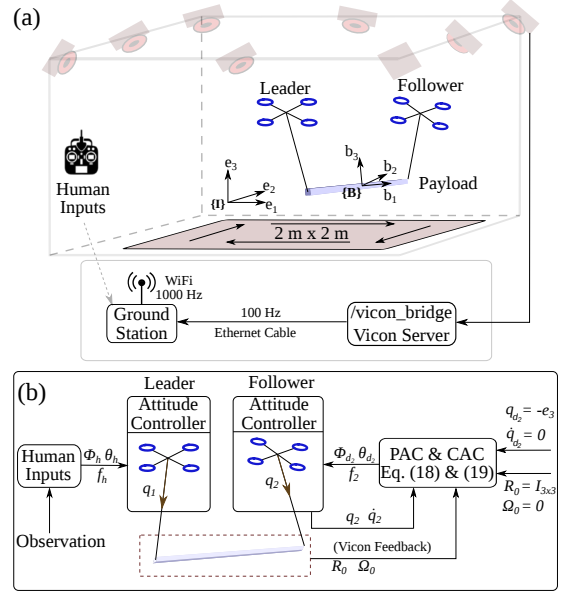 (a)
Leader
Follower
Human
Inputs
e3
e2
{I}
e1
b3
b2
{B}
b1
Payload
2 m x 2 m
WiFi
1000 Hz
Ground
Station
100 Hz
Ethernet Cable
/vicon_bridge
Vicon Server
(b)
Leader
Follower
Attitude
Controller
Attitude
Controller
Human
Inputs
Φh θh
fh
q1
q2
Φd2 θd2
f2
PAC & CAC
Eq. (18) & (19)
qd2 = -e3
q̇d2 = 0
R0 = I3x3
Ω0 = 0
q2 q̇2
Observation
(Vicon Feedback)
R0 Ω0